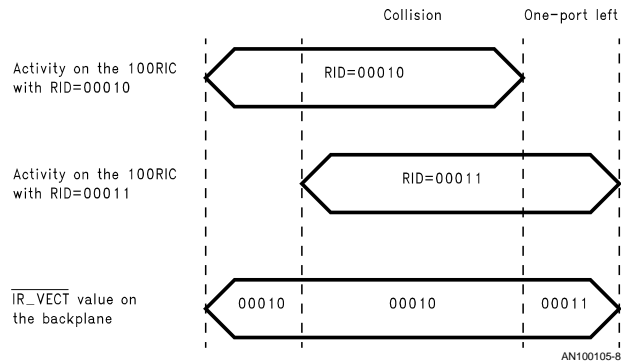 Collision One-port left
Activity on the 100RIC
with RID=00010
RID=00010
Activity on the 100RIC
with RID=00011
RID=00011
IR_VECT value on
the backplane
00010 00010 00011
AN100105-8